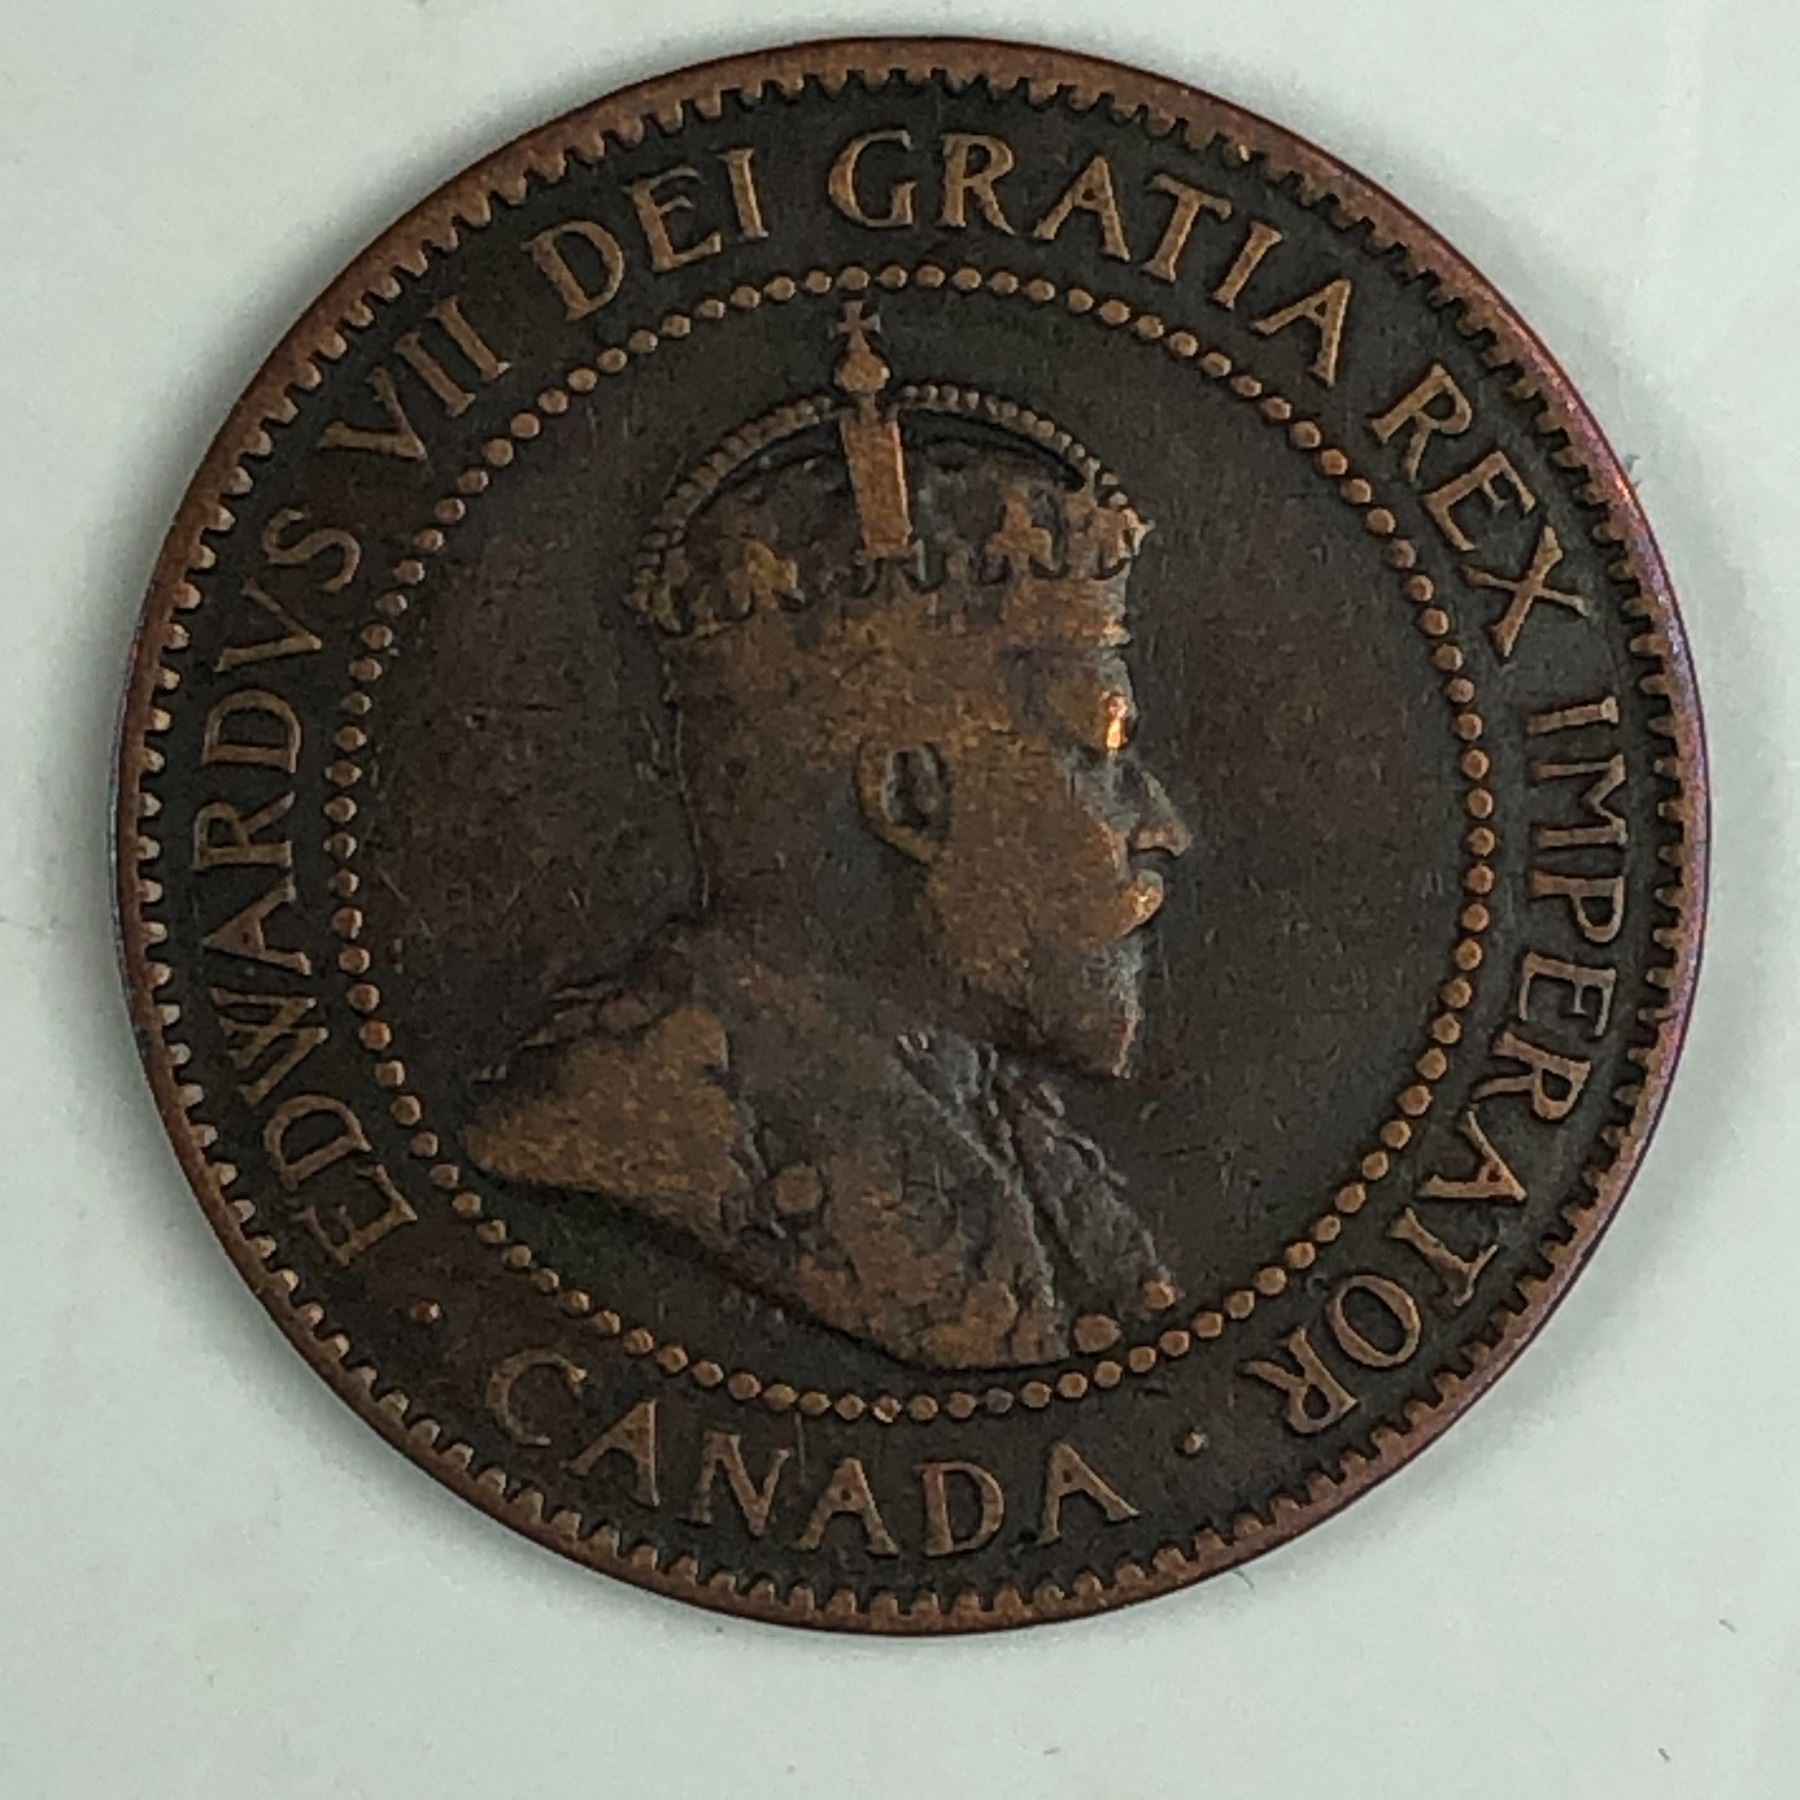 EDWARDVS VII DEI GRATIA REX IMPERATOR
· CANADA ·